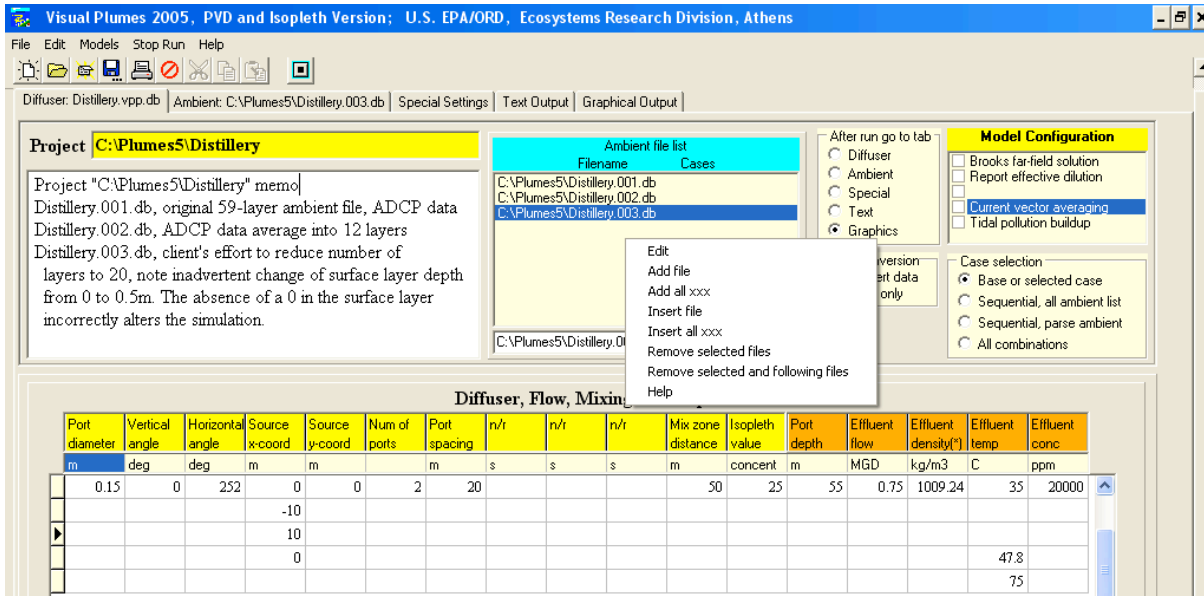 Visual Plumes 2005, PVD and Isopleth Version; U.S. EPA/ORD, Ecosystems Research Division, Athens
File Edit Models Stop Run Help
Diffuser: Distillery.vpp.db Ambient: C:\Plumes5\Distillery.003.db Special Settings Text Output Graphical Output
Project C:\Plumes5\Distillery
Project "C:\Plumes5\Distillery" memo
Distillery.001.db, original 59-layer ambient file, ADCP data
Distillery.002.db, ADCP data average into 12 layers
Distillery.003.db, client's effort to reduce number of
layers to 20, note inadvertent change of surface layer depth
from 0 to 0.5m. The absence of a 0 in the surface layer
incorrectly alters the simulation.
Ambient file list
Filename Cases
C:\Plumes5\Distillery.001.db
C:\Plumes5\Distillery.002.db
C:\Plumes5\Distillery.003.db
C:\Plumes5\Distillery.0
Edit
Add file
Add all xxx
Insert file
Insert all xxx
Remove selected files
Remove selected and following files
Help
After run go to tab
Diffuser
Ambient
Special
Text
Graphics
version
ert data
only
Model Configuration
Brooks far-field solution
Report effective dilution
Current vector averaging
Tidal pollution buildup
Case selection
Base or selected case
Sequential, all ambient list
Sequential, parse ambient
All combinations
Diffuser, Flow, Mixing
Port diameter Vertical angle Horizontal angle Source x-coord Source y-coord Num of ports Port spacing n/r n/r n/r Mix zone distance Isopleth value Port depth Effluent flow Effluent density(*) Effluent temp Effluent conc
m deg deg m m m s s s m concent m MGD kg/m3 C ppm
0.15 0 252 0 0 2 20 50 25 55 0.75 1009.24 35 20000
-10
10
0 47.8
75